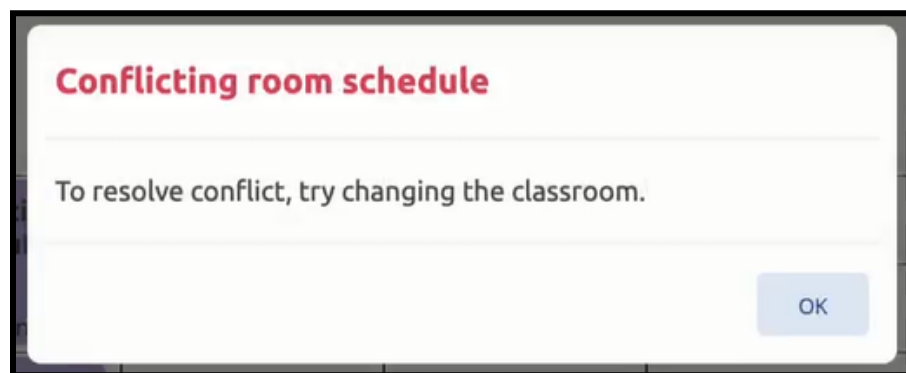 Conflicting room schedule
To resolve conflict, try changing the classroom.
OK